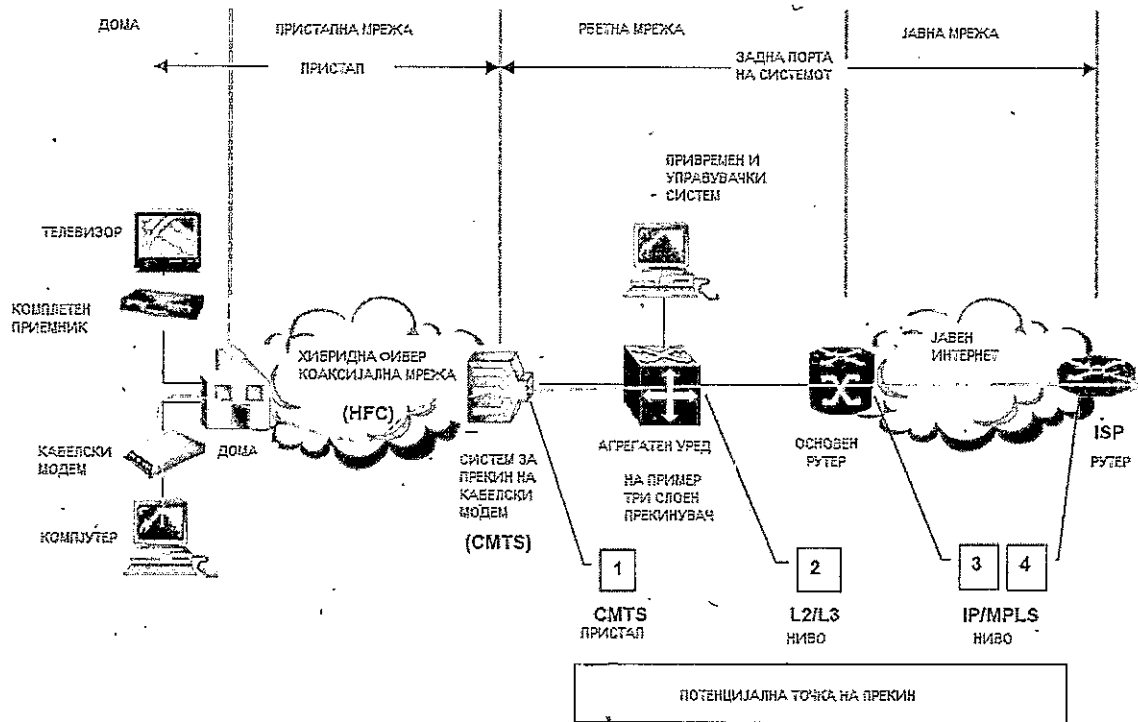 ДОМА
ПРИСТАПНА МРЕЖА
РБЕТНА МРЕЖА
ЈАВНА МРЕЖА
ПРИСТАП
ЗАДНА ПОРТА
НА СИСТЕМОТ
ПРИВРЕМЕН И
УПРАВУВАЧКИ
СИСТЕМ
ТЕЛЕВИЗОР
КОМПЛЕТЕН
ПРИЕМНИК
ХИБРИДНА ФИБЕР
КОАКСИЈАЛНА МРЕЖА
(HFC)
ЈАВЕН
ИНТЕРНЕТ
КАБЕЛСКИ
МОДЕМ
ДОМА
СИСТЕМ ЗА
ПРЕКИН НА
КАБЕЛСКИ
МОДЕМ
(CMTS)
АГРЕГАТЕН УРЕД
НА ПРИМЕР
ТРИ СЛОЕН
ПРЕКИНУВАЧ
ОСНОВЕН
РУТЕР
ISP
РУТЕР
КОМПЈУТЕР
1
2
3
4
CMTS
ПРИСТАП
L2/L3
НИВО
IP/MPLS
НИВО
ПОТЕНЦИЈАЛНА ТОЧКА НА ПРЕКИН